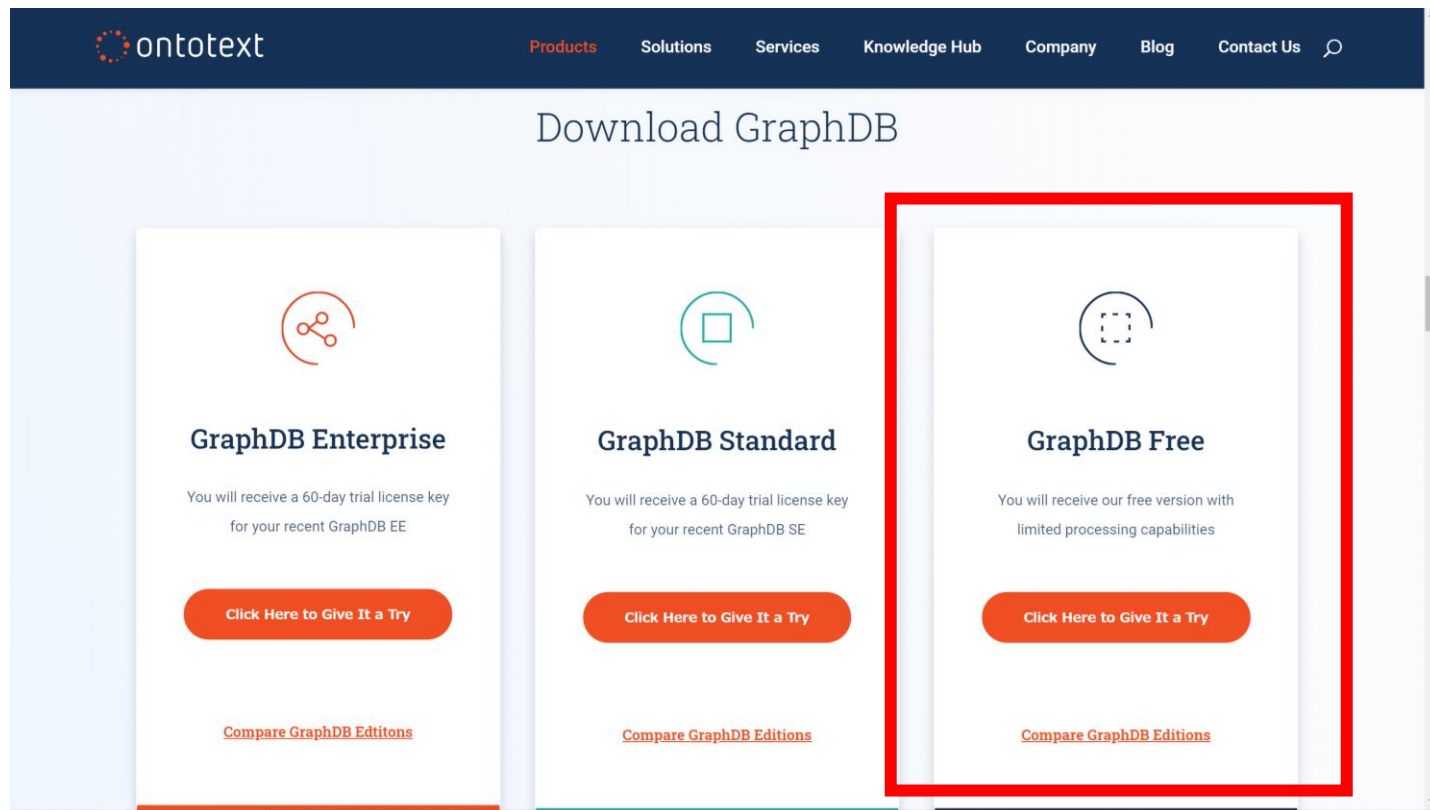 ontotext
Products Solutions Services Knowledge Hub Company Blog Contact Us
Download GraphDB
GraphDB Enterprise
You will receive a 60-day trial license key
for your recent GraphDB EE
Click Here to Give It a Try
Compare GraphDB Edtitons
GraphDB Standard
You will receive a 60-day trial license key
for your recent GraphDB SE
Click Here to Give It a Try
Compare GraphDB Editions
GraphDB Free
You will receive our free version with
limited processing capabilities
Click Here to Give It a Try
Compare GraphDB Editions